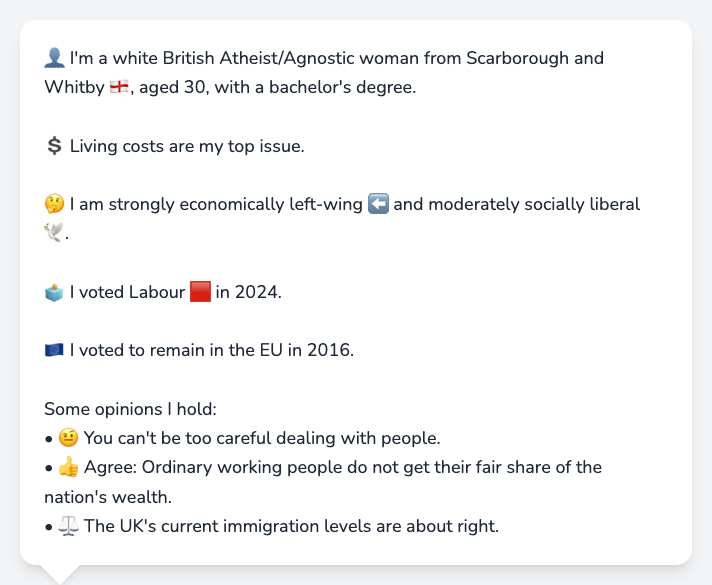 👤 I'm a white British Atheist/Agnostic woman from Scarborough and
Whitby 🏴󠁧󠁢󠁥󠁮󠁧󠁿, aged 30, with a bachelor's degree.
💲 Living costs are my top issue.
🤔 I am strongly economically left-wing ⬅️ and moderately socially liberal
🕊️.
🗳️ I voted Labour 🟥 in 2024.
🇪🇺 I voted to remain in the EU in 2016.
Some opinions I hold:
• 🤨 You can't be too careful dealing with people.
• 👍 Agree: Ordinary working people do not get their fair share of the
nation's wealth.
• ⚖️ The UK's current immigration levels are about right.